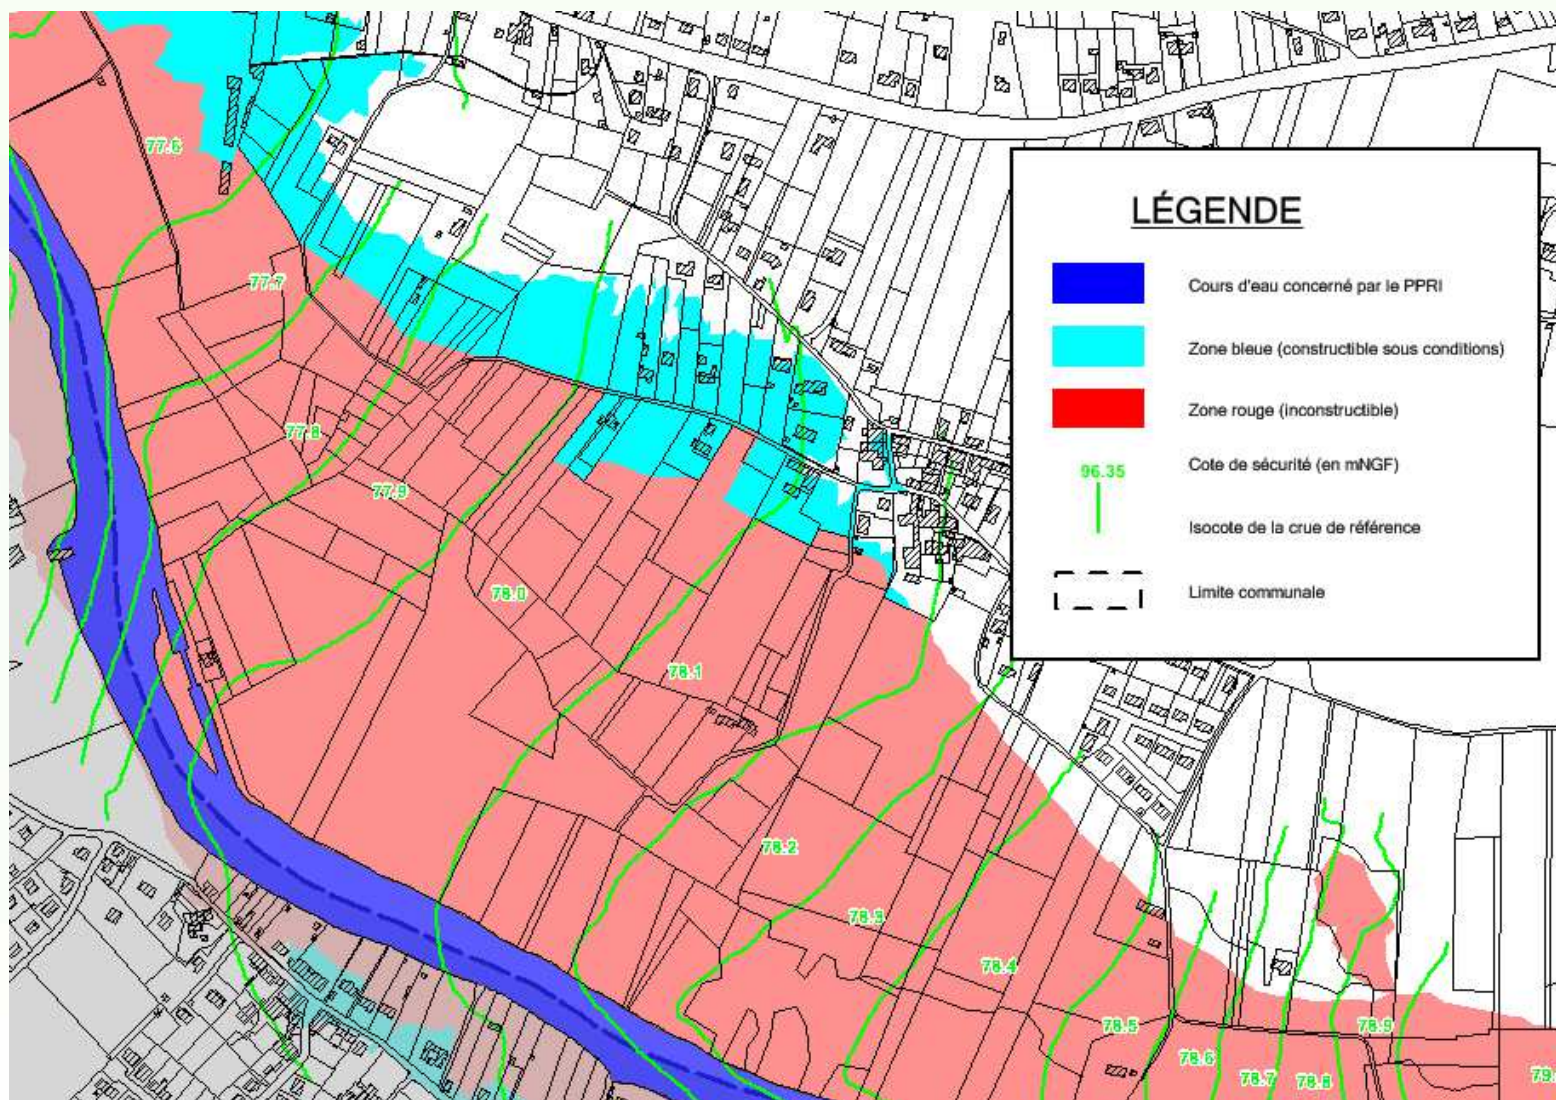 LÉGENDE
Cours d'eau concerné par le PPRI
Zone bleue (constructible sous conditions)
Zone rouge (inconstructible)
96.35
Cote de sécurité (en mNGF)
Isocote de la crue de référence
Limite communale
77.6
77.7
77.8
77.9
78.0
78.1
78.2
78.3
78.4
78.5
78.6
78.7
78.8
78.9
79.